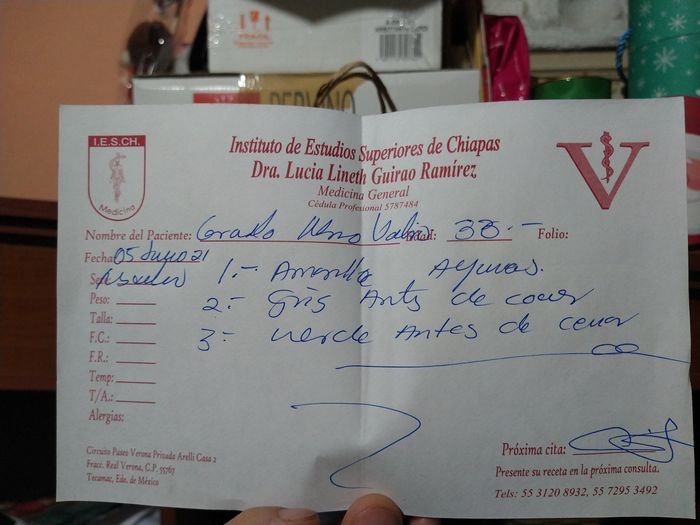 I.E.S.CH.
Medicina
Instituto de Estudios Superiores de Chiapas
Dra. Lucia Lineth Guirao Ramírez
Medicina General
Cédula Profesional 5787484
V
Nombre del Paciente: Edad: 38.- Folio:
Fecha: 05 Junio 21
1.- Amarilla Ayunas.
Peso:
2.- Gris Ants de comer
Talla:
3.- verde Antes de cenar
F.C.:
F.R.:
Temp:
T/A.:
Alergias:
Circuito Paseo Verona Privada Arelli Casa 2
Fracc. Real Verona, C.P. 55767
Tecamac, Edo. de México
Próxima cita:
Presente su receta en la próxima consulta.
Tels: 55 3120 8932, 55 7295 3492